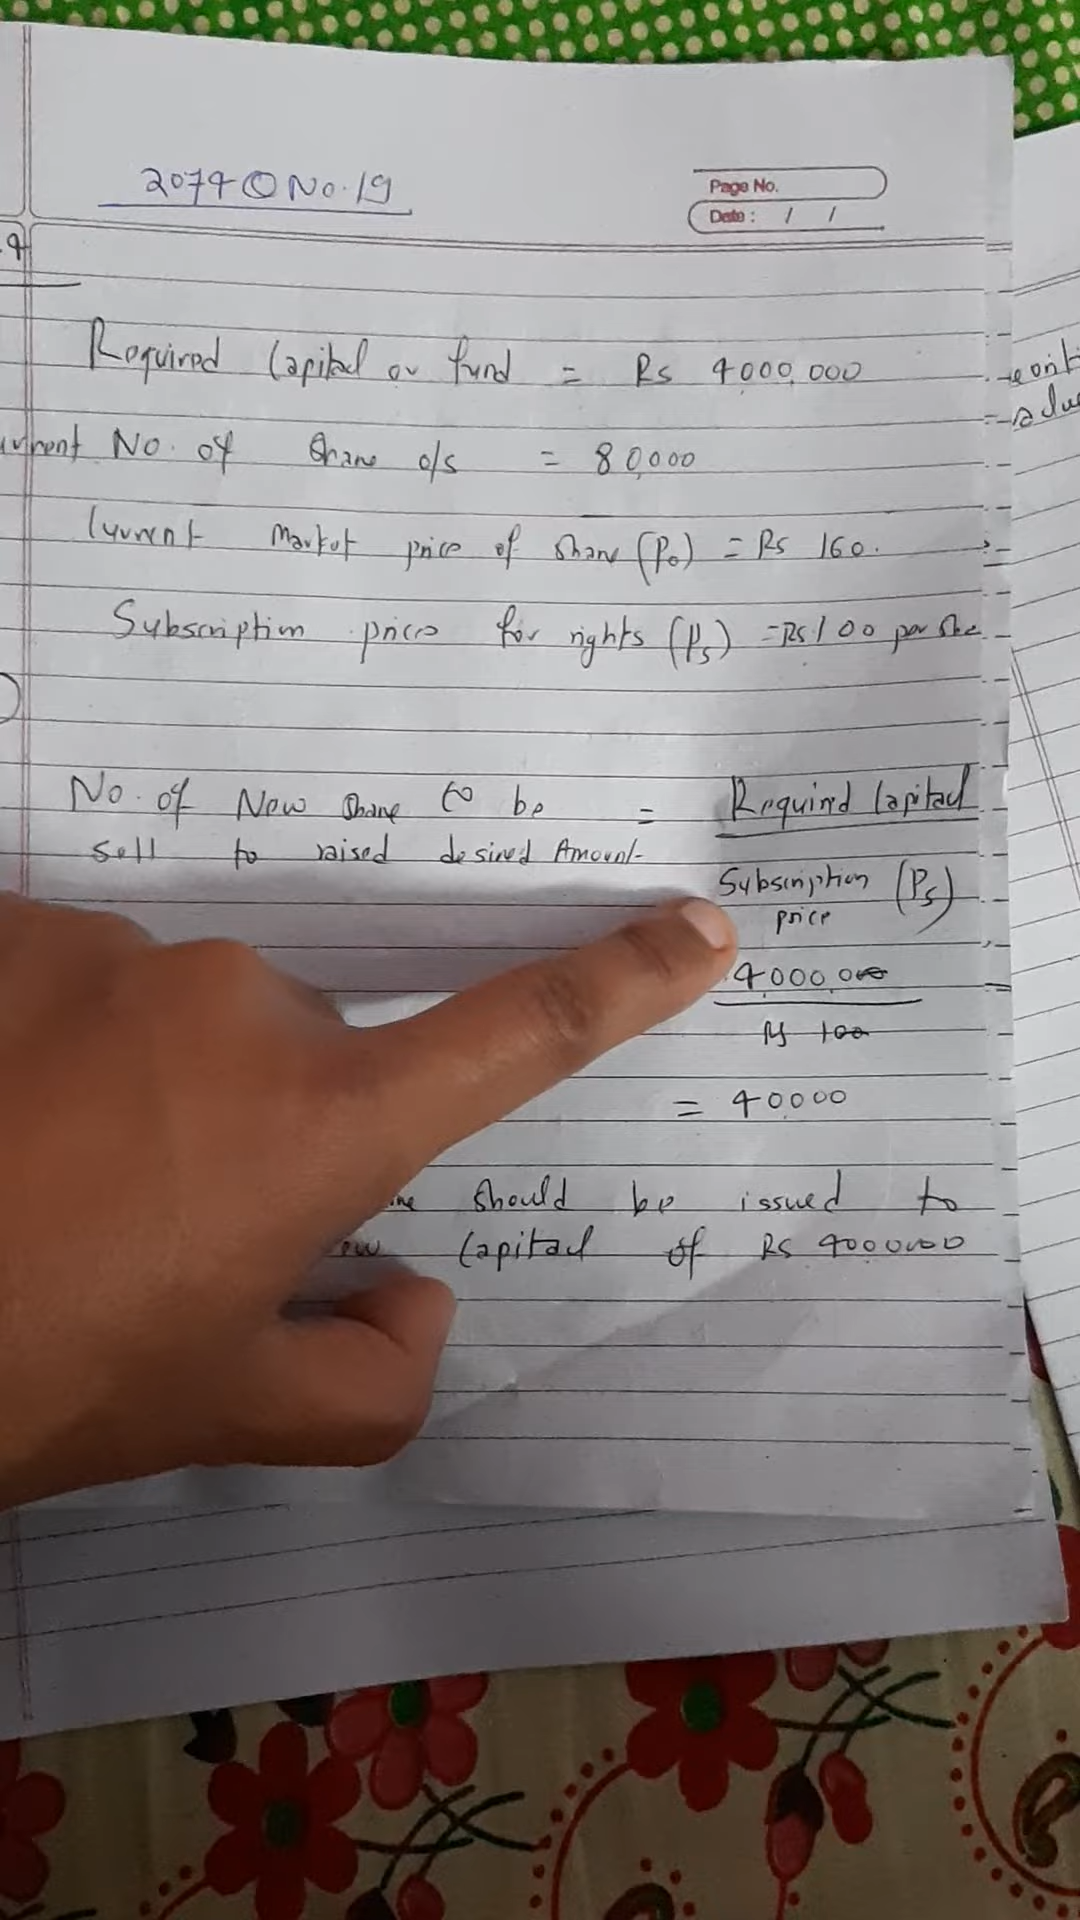 2074 Q No. 19
Page No.
Date : / /
Required Capital or fund = Rs 4000,000
No. of Share o/s = 80,000
Current Market price of Share (P₀) = Rs 160.
Subscription price for rights (Ps) = Rs 100 per
No. of New Share to be = Required Capital
sell to raised desired Amount
Subscription (Ps)
price
4000,000
Rs 100
= 40000
should be issued to
Capital of Rs 4000000